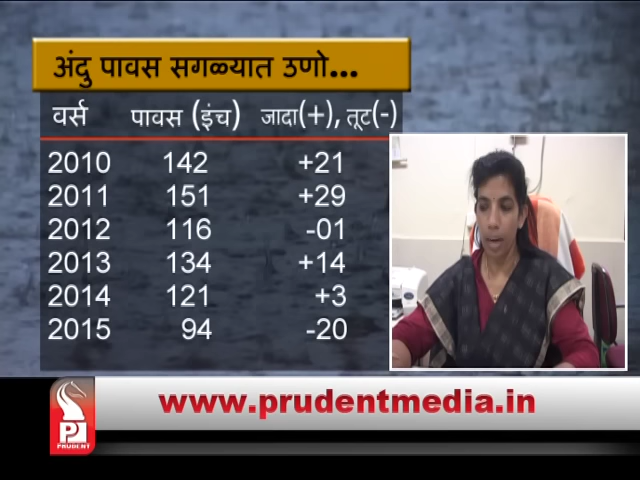 अंदु पावस सगळ्यात उणो...
वर्स पावस (इंच) जादा(+), तूट(-)
2010 142 +21
2011 151 +29
2012 116 -01
2013 134 +14
2014 121 +3
2015 94 -20
www.prudentmedia.in
PRUDENT